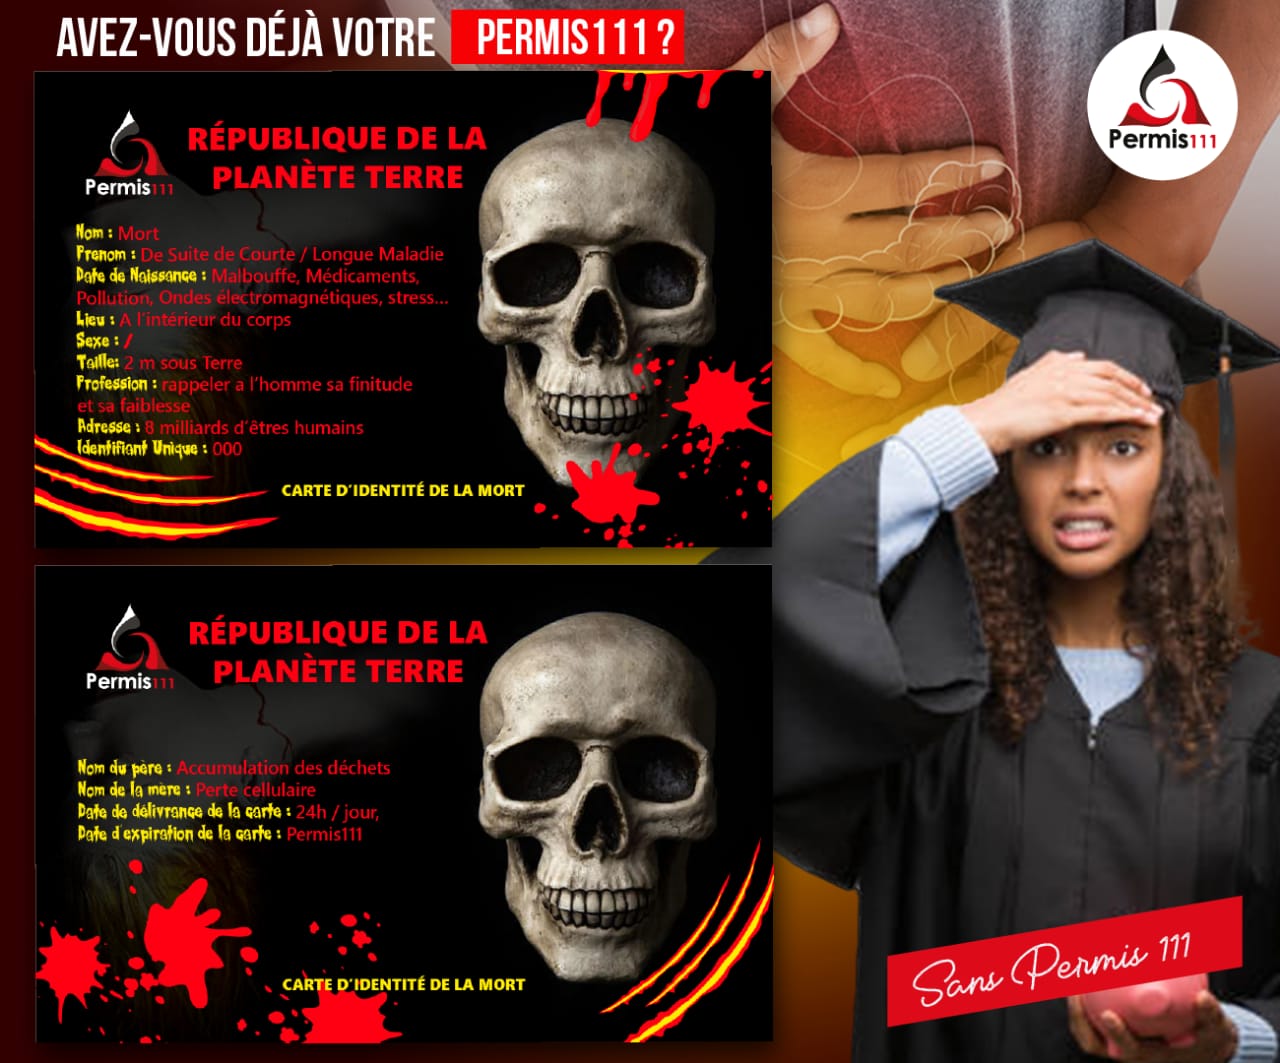 AVEZ-VOUS DÉJÀ VOTRE PERMIS111 ?
Permis111
RÉPUBLIQUE DE LA
PLANÈTE TERRE
Permis111
Nom : Mort
Prenom : De Suite de Courte / Longue Maladie
Date de Naissance : Malbouffe, Médicaments,
Pollution, Ondes électromagnétiques, stress...
Lieu : A l'intérieur du corps
Sexe : /
Taille: 2 m sous Terre
Profession : rappeler a l'homme sa finitude
et sa faiblesse
Adresse : 8 milliards d'êtres humains
Identifiant Unique : 000
CARTE D'IDENTITÉ DE LA MORT
RÉPUBLIQUE DE LA
PLANÈTE TERRE
Permis111
Nom du père : Accumulation des déchets
Nom de la mère : Perte cellulaire
Date de délivrance de la carte : 24h / jour,
Date d'expiration de la carte : Permis111
CARTE D'IDENTITÉ DE LA MORT
Sans Permis 111